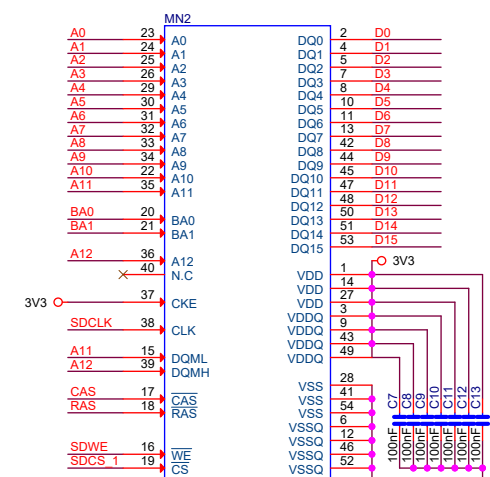 MN2
A0 23 A0 DQ0 2 D0
A1 24 A1 DQ1 4 D1
A2 25 A2 DQ2 5 D2
A3 26 A3 DQ3 7 D3
A4 29 A4 DQ4 8 D4
A5 30 A5 DQ5 10 D5
A6 31 A6 DQ6 11 D6
A7 32 A7 DQ7 13 D7
A8 33 A8 DQ8 42 D8
A9 34 A9 DQ9 44 D9
A10 22 A10 DQ10 45 D10
A11 35 A11 DQ11 47 D11
DQ12 48 D12
BA0 20 BA0 DQ13 50 D13
BA1 21 BA1 DQ14 51 D14
DQ15 53 D15
A12 36 A12 3V3
40 N.C VDD 1
VDD 14
3V3 37 CKE VDD 27
VDDQ 3
SDCLK 38 CLK VDDQ 9
VDDQ 43
A11 15 DQML VDDQ 49
A12 39 DQMH
VSS 28
CAS 17 CAS VSS 41
RAS 18 RAS VSS 54
VSSQ 6
VSSQ 12
SDWE 16 WE VSSQ 46
SDCS_1 19 CS VSSQ 52
C7 C8 C9 C10 C11 C12 C13
100nF 100nF 100nF 100nF 100nF 100nF 100nF